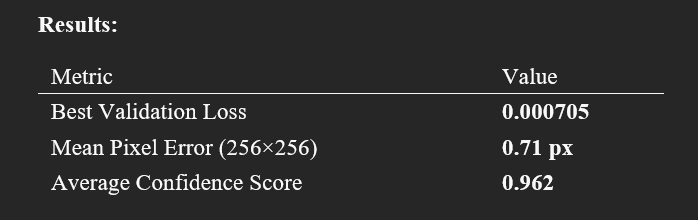 Results:
Metric Value
Best Validation Loss 0.000705
Mean Pixel Error (256×256) 0.71 px
Average Confidence Score 0.962